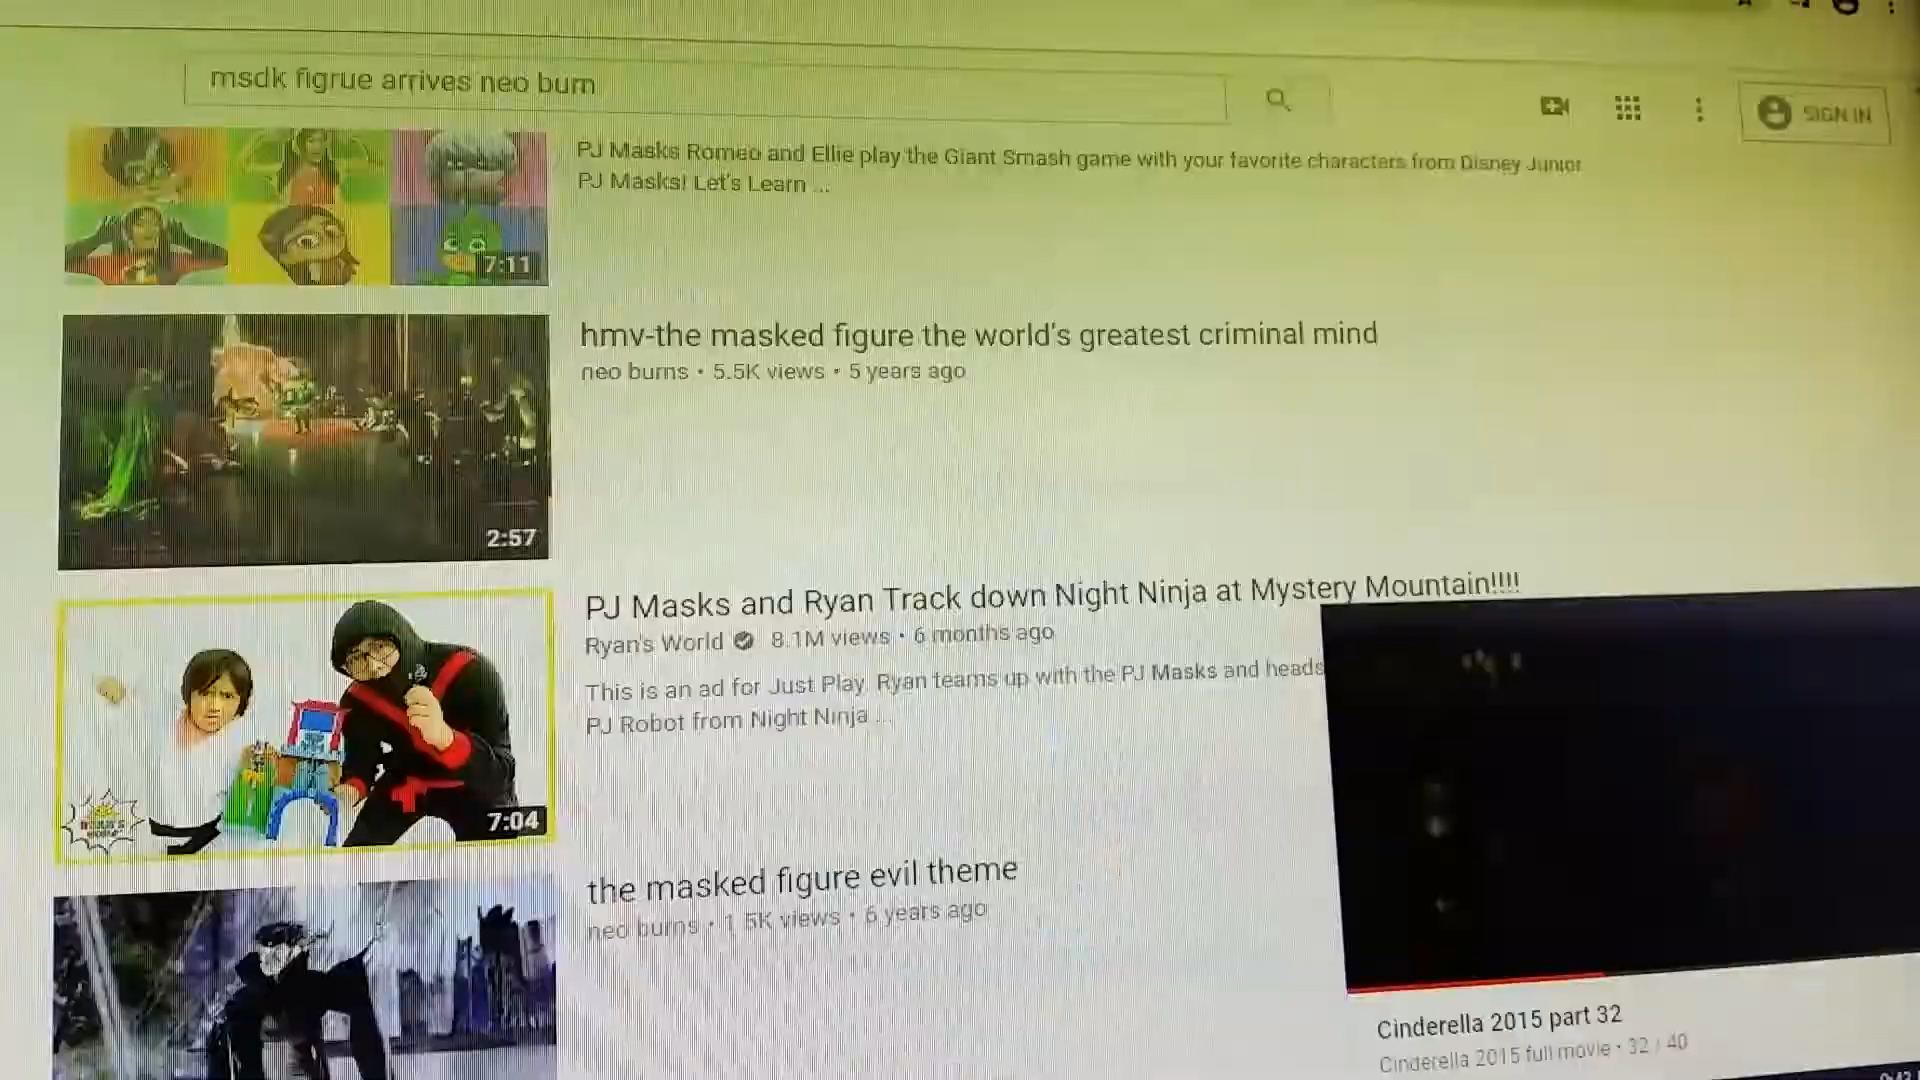 msdk figrue arrives neo burn
SIGN IN
PJ Masks Romeo and Ellie play the Giant Smash game with your favorite characters from Disney Junior
PJ Masks! Let's Learn ...
7:11
hmv-the masked figure the world's greatest criminal mind
neo burns • 5.5K views • 5 years ago
2:57
PJ Masks and Ryan Track down Night Ninja at Mystery Mountain!!!!
Ryan's World 8.1M views • 6 months ago
This is an ad for Just Play. Ryan teams up with the PJ Masks and heads
PJ Robot from Night Ninja ...
7:04
the masked figure evil theme
neo burns • 1.5K views • 6 years ago
Cinderella 2015 part 32
Cinderella 2015 full movie • 32 / 40